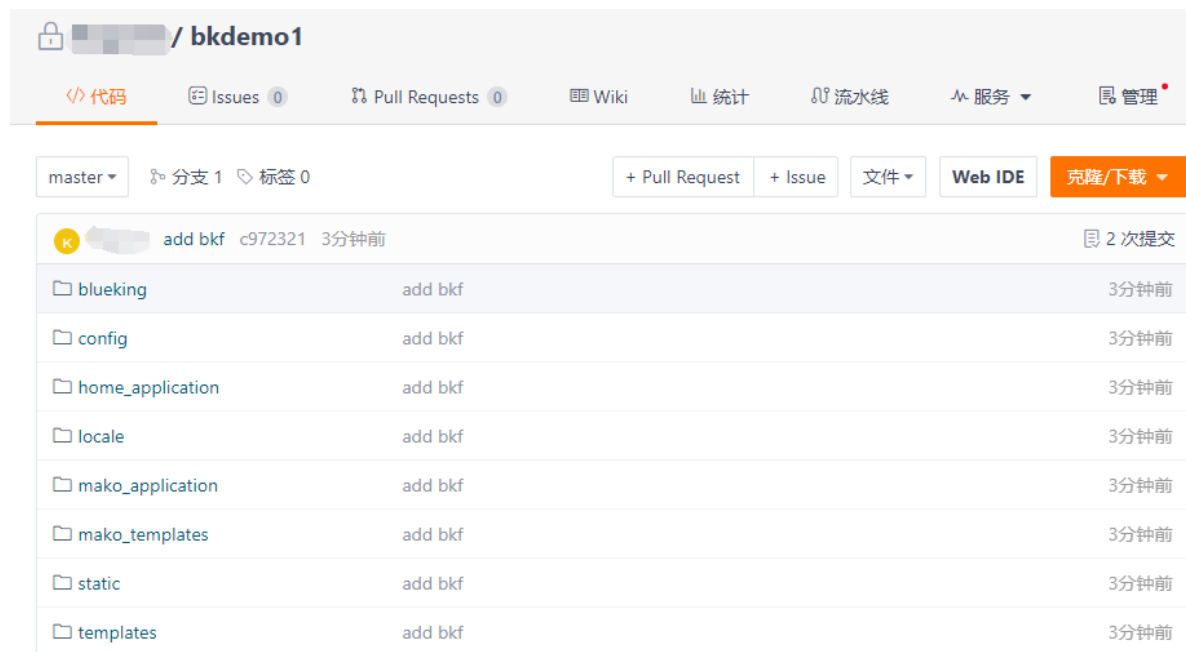 / bkdemo1
代码 Issues 0 Pull Requests 0 Wiki 统计 流水线 服务 管理
master 分支 1 标签 0 + Pull Request + Issue 文件 Web IDE 克隆/下载
K add bkf c972321 3分钟前 2 次提交
blueking add bkf 3分钟前
config add bkf 3分钟前
home_application add bkf 3分钟前
locale add bkf 3分钟前
mako_application add bkf 3分钟前
mako_templates add bkf 3分钟前
static add bkf 3分钟前
templates add bkf 3分钟前